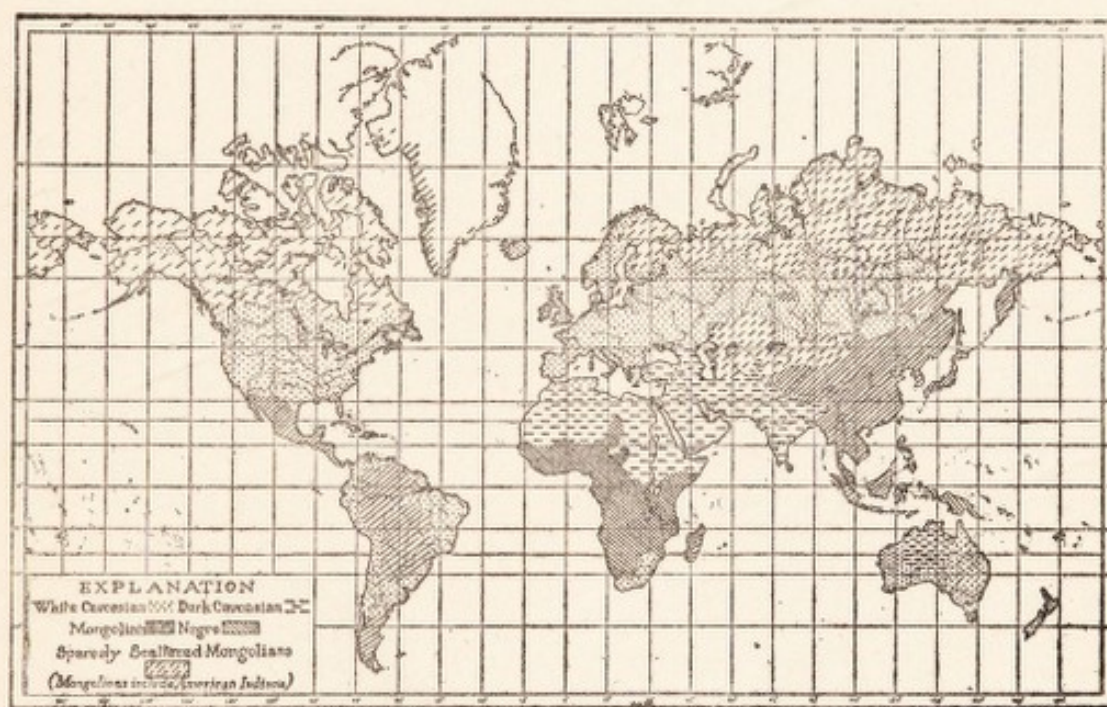 EXPLANATION
White Caucasian Dark Caucasian
Mongolian Negro
Sparsely Scattered Mongolians
(Mongolians include American Indians)